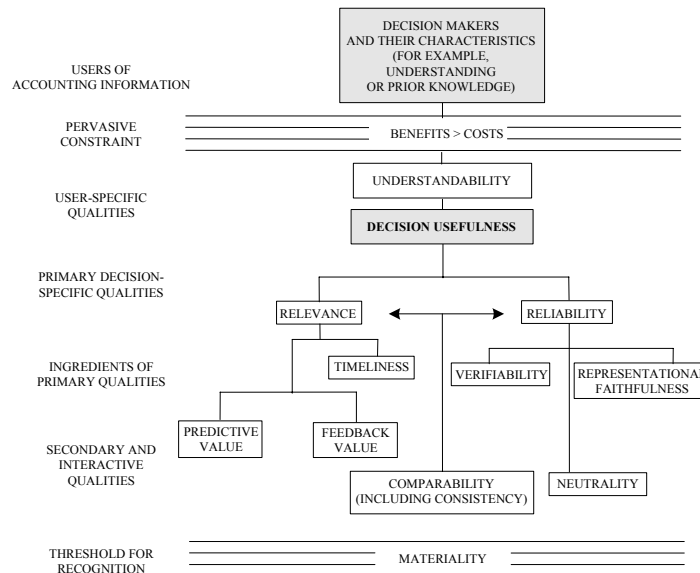 DECISION MAKERS
AND THEIR CHARACTERISTICS
(FOR EXAMPLE,
UNDERSTANDING
OR PRIOR KNOWLEDGE)
USERS OF
ACCOUNTING INFORMATION
PERVASIVE
CONSTRAINT
BENEFITS > COSTS
UNDERSTANDABILITY
USER-SPECIFIC
QUALITIES
DECISION USEFULNESS
PRIMARY DECISION-
SPECIFIC QUALITIES
RELEVANCE
RELIABILITY
INGREDIENTS OF
PRIMARY QUALITIES
TIMELINESS
VERIFIABILITY
REPRESENTATIONAL
FAITHFULNESS
PREDICTIVE
VALUE
FEEDBACK
VALUE
SECONDARY AND
INTERACTIVE
QUALITIES
COMPARABILITY
(INCLUDING CONSISTENCY)
NEUTRALITY
THRESHOLD FOR
RECOGNITION
MATERIALITY